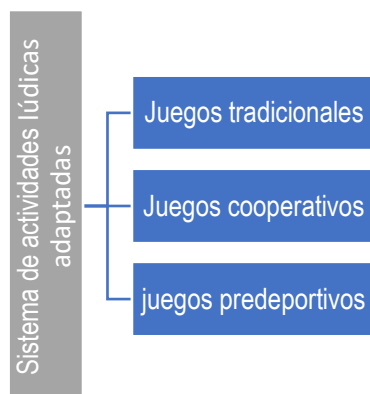 Sistema de actividades lúdicas
adaptadas
Juegos tradicionales
Juegos cooperativos
juegos predeportivos